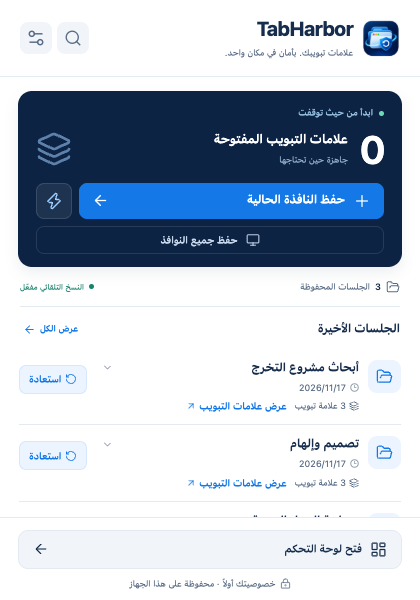 TabHarbor
علامات تبويبك. بأمان في مكان واحد.
ابدأ من حيث توقفت
علامات التبويب المفتوحة
0
جاهزة حين تحتاجها
حفظ النافذة الحالية
حفظ جميع النوافذ
3 الجلسات المحفوظة
النسخ التلقائي مفعّل
الجلسات الأخيرة
عرض الكل
أبحاث مشروع التخرج
2026/11/17
3 علامة تبويب
عرض علامات التبويب
استعادة
تصميم وإلهام
2026/11/17
3 علامة تبويب
عرض علامات التبويب
استعادة
فتح لوحة التحكم
خصوصيتك أولاً · محفوظة على هذا الجهاز